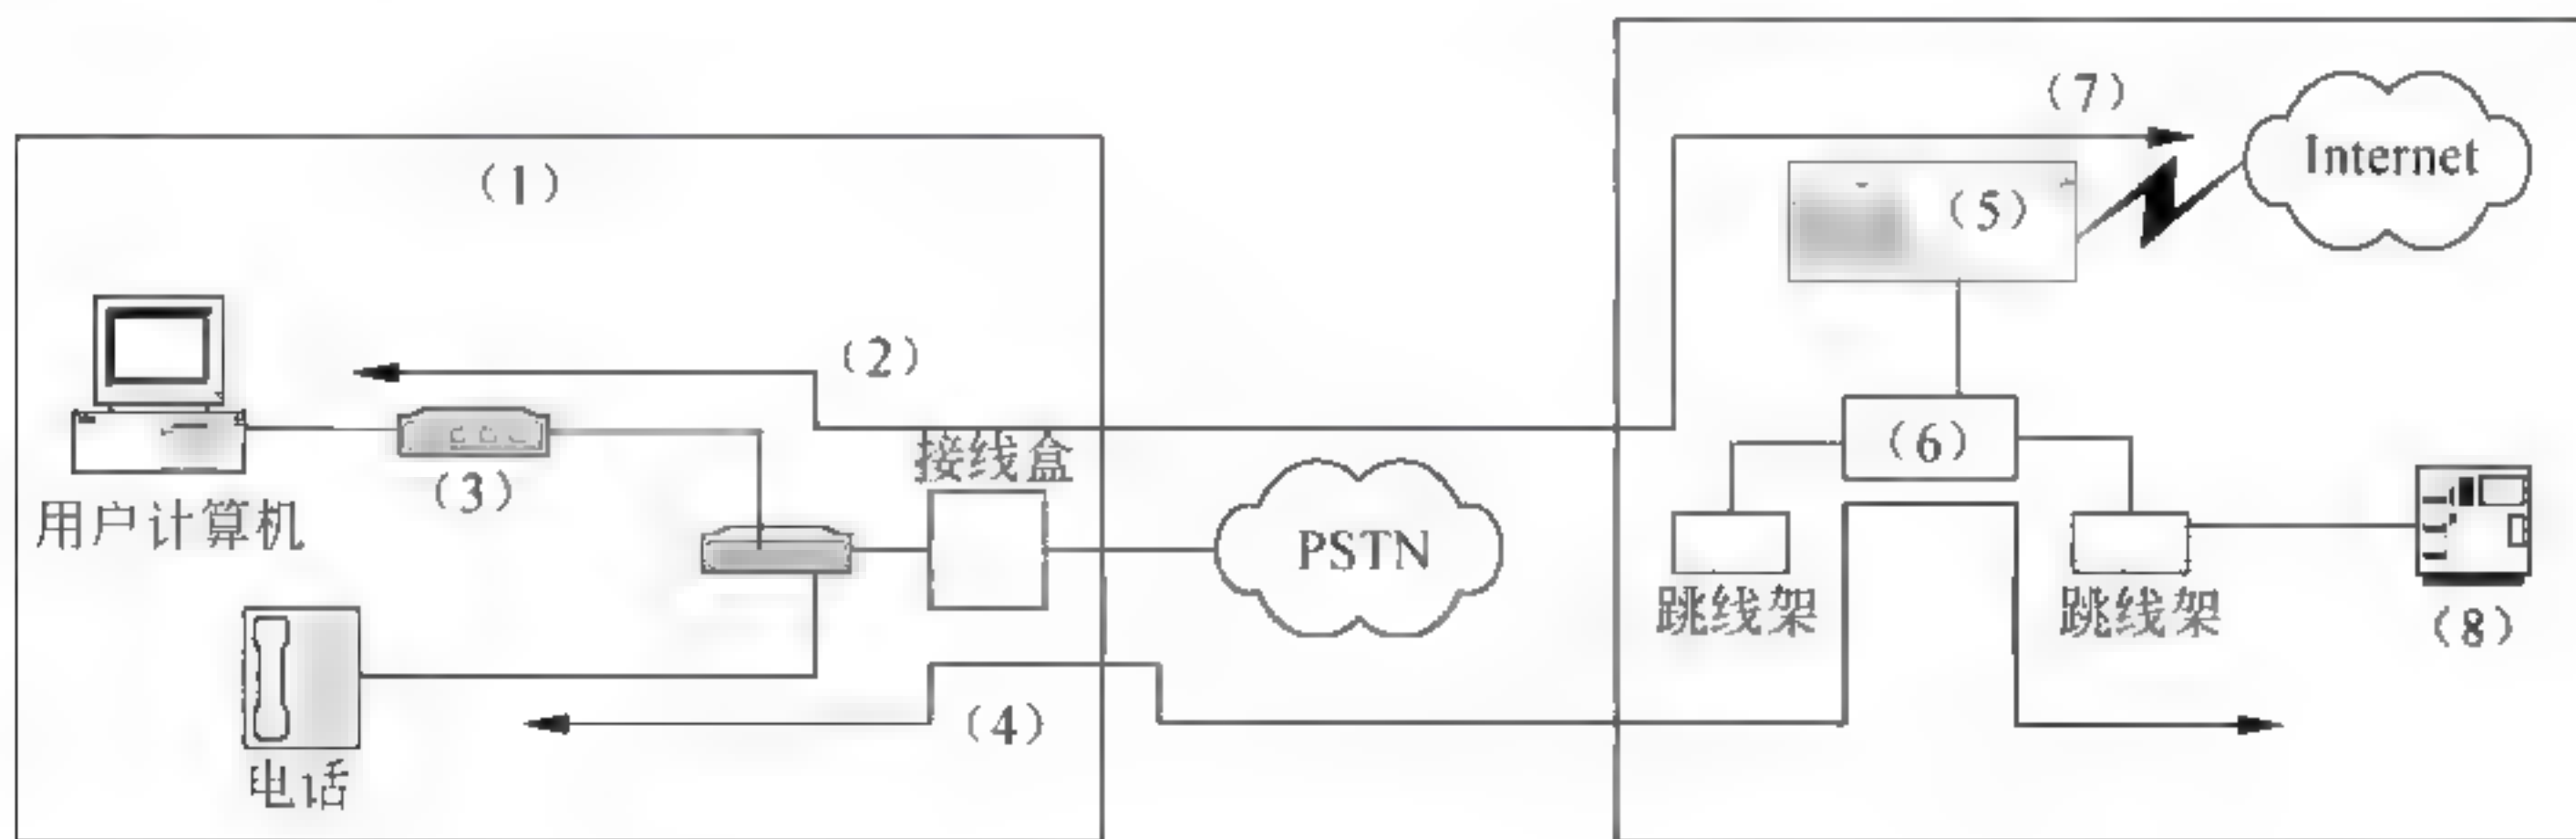 (7)
Internet
(1)
(5)
(2)
接线盒
(6)
(3)
用户计算机
PSTN
跳线架
跳线架
(8)
(4)
电话